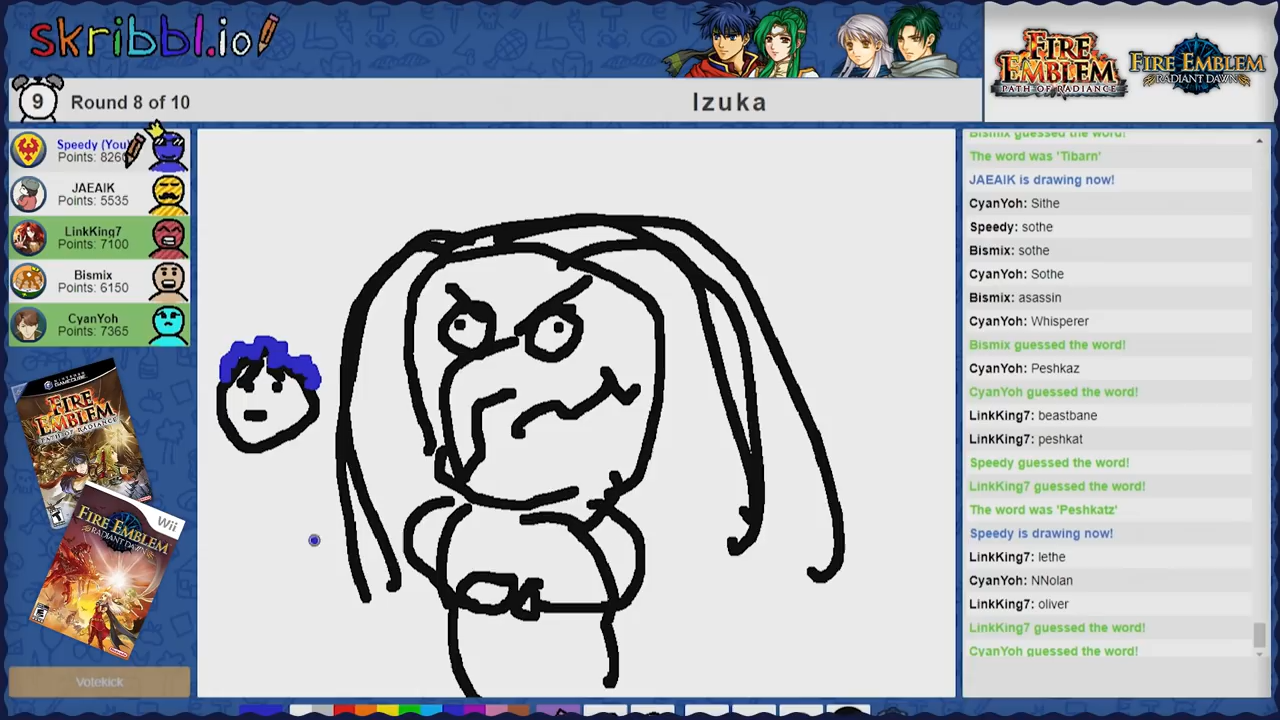 skribbl.io
FIRE EMBLEM
PATH OF RADIANCE
FIRE EMBLEM
RADIANT DAWN
9
Round 8 of 10
Izuka
Speedy (You)
Points: 8260
JAEAIK
Points: 5535
LinkKing7
Points: 7100
Bismix
Points: 6150
CyanYoh
Points: 7365
FIRE EMBLEM
Wii
FIRE EMBLEM
RADIANT DAWN
Votekick
Bismix guessed the word!
The word was 'Tibarn'
JAEAIK is drawing now!
CyanYoh: Sithe
Speedy: sothe
Bismix: sothe
CyanYoh: Sothe
Bismix: asassin
CyanYoh: Whisperer
Bismix guessed the word!
CyanYoh: Peshkaz
CyanYoh guessed the word!
LinkKing7: beastbane
LinkKing7: peshkat
Speedy guessed the word!
LinkKing7 guessed the word!
The word was 'Peshkatz'
Speedy is drawing now!
LinkKing7: lethe
CyanYoh: NNolan
LinkKing7: oliver
LinkKing7 guessed the word!
CyanYoh guessed the word!